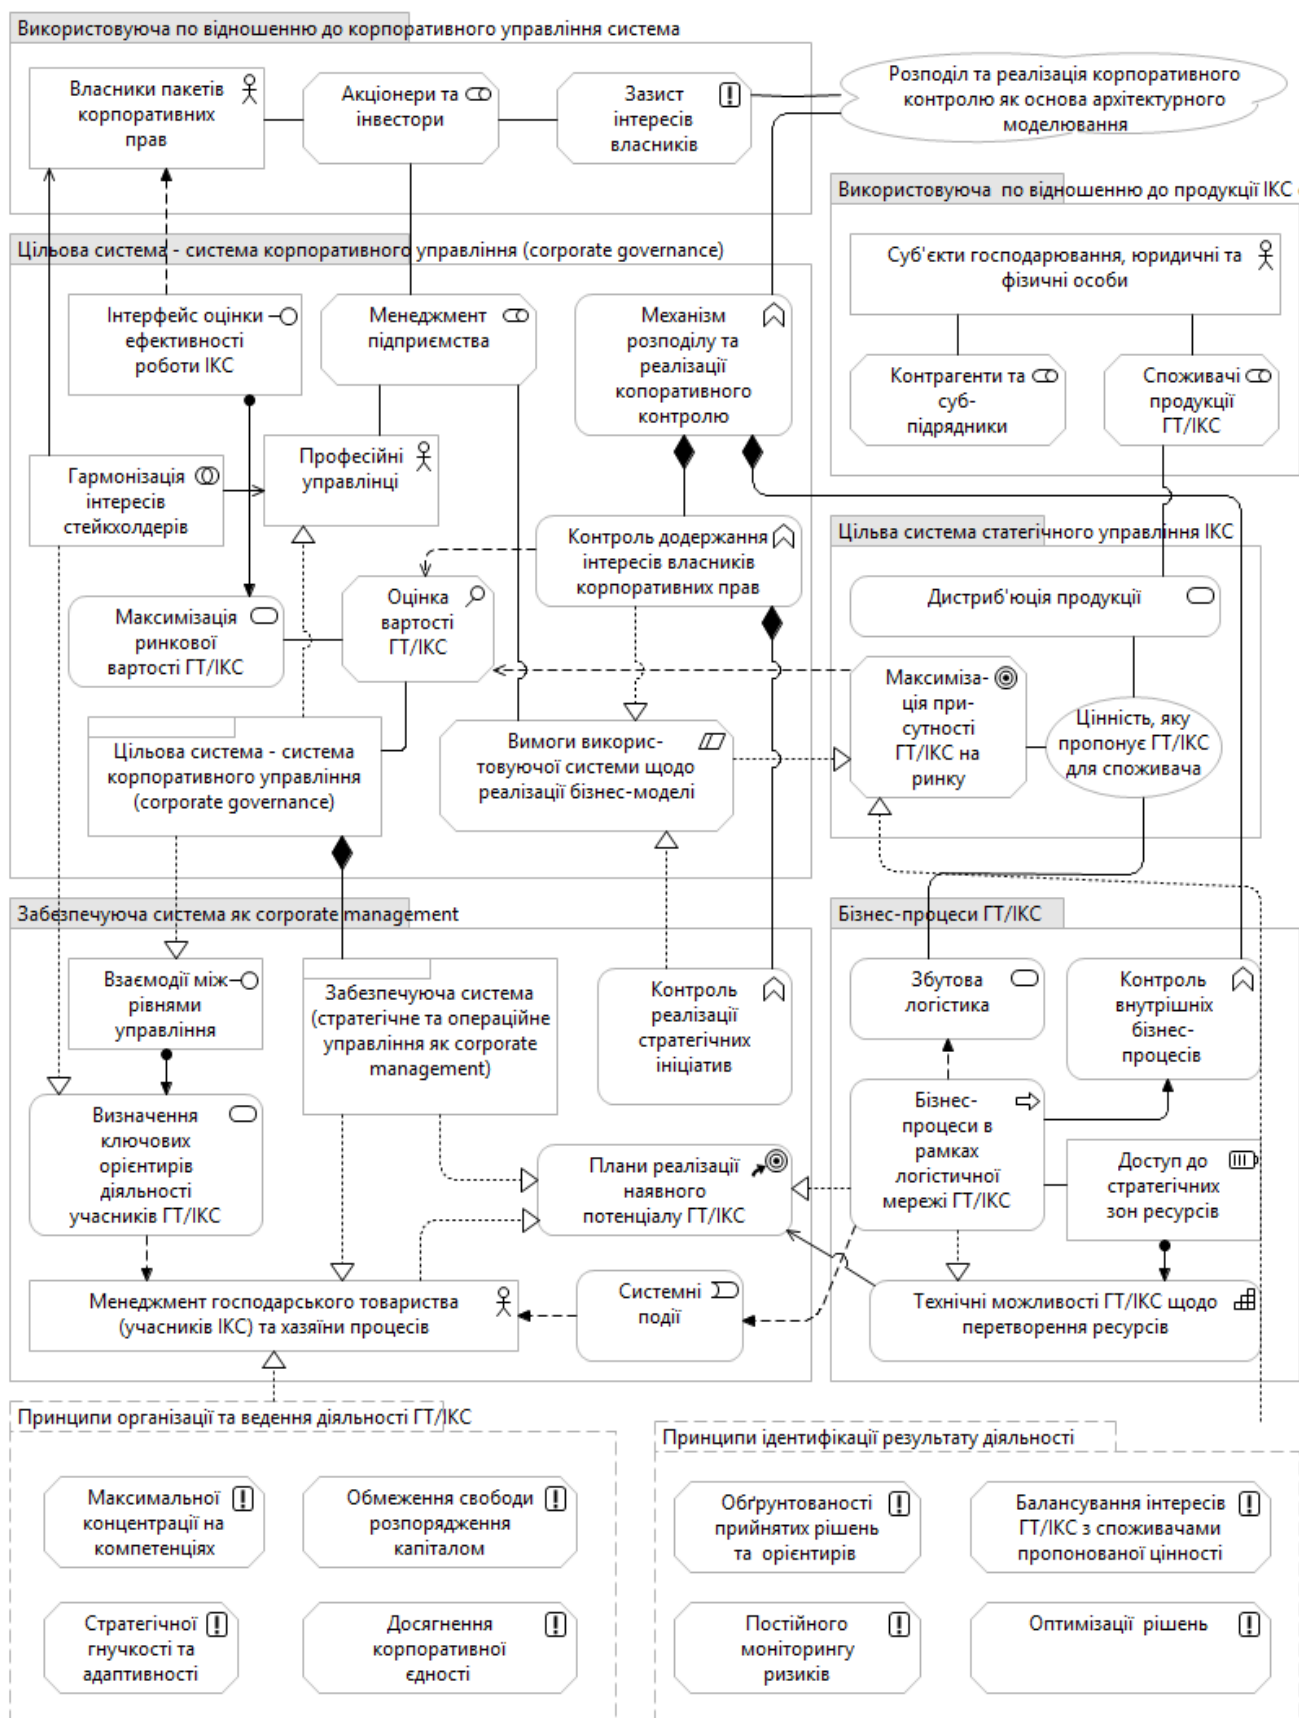 Використовуюча по відношенню до корпоративного управління система
Власники пакетів
корпоративних
прав
Акціонери та
інвестори
Зазист
інтересів
власників
Розподіл та реалізація корпоративного
контролю як основа архітектурного
моделювання
Використовуюча  по відношенню до продукції ІКС
Суб'єкти господарювання, юридичні та
фізичні особи
Контрагенти та
суб-
підрядники
Споживачі
продукції
ГТ/ІКС
Цільова система - система корпоративного управління (corporate governance)
Інтерфейс оцінки
ефективності
роботи ІКС
Менеджмент
підприємства
Механізм
розподілу та
реалізації
копоративного
контролю
Гармонізація
інтересів
стейкхолдерів
Професійні
управлінці
Контроль додержання
інтересів власників
корпоративних прав
Максимізація
ринкової
вартості ГТ/ІКС
Оцінка
вартості
ГТ/ІКС
Цільова система - система
корпоративного управління
(corporate governance)
Вимоги викорис-
товуючої системи щодо
реалізації бізнес-моделі
Цільва система статегічного управління ІКС
Дистриб'юція продукції
Максиміза-
ція при-
сутності
ГТ/ІКС на
ринку
Цінність, яку
пропонує ГТ/ІКС
для споживача
Забезпечуюча система як corporate management
Взаємодії між
рівнями
управління
Забезпечуюча система
(стратегічне та операційне
управління як corporate
management)
Контроль
реалізації
стратегічних
ініціатив
Визначення
ключових
орієнтирів
діяльності
учасників ГТ/ІКС
Плани реалізації
наявного
потенціалу ГТ/ІКС
Менеджмент господарського товариства
(учасників ІКС) та хазяїни процесів
Системні
події
Бізнес-процеси ГТ/ІКС
Збутова
логістика
Контроль
внутрішніх
бізнес-
процесів
Бізнес-
процеси в
рамках
логістичної
мережі ГТ/ІКС
Доступ до
стратегічних
зон ресурсів
Технічні можливості ГТ/ІКС щодо
перетворення ресурсів
Принципи організації та ведення діяльності ГТ/ІКС
Максимальної
концентрації на
компетенціях
Обмеження свободи
розпорядження
капіталом
Стратегічної
гнучкості та
адаптивності
Досягнення
корпоративної
єдності
Принципи ідентифікації результату діяльності
Обґрунтованості
прийнятих рішень
та  орієнтирів
Балансування інтересів
ГТ/ІКС з споживачами
пропонованої цінності
Постійного
моніторингу
ризиків
Оптимізації  рішень